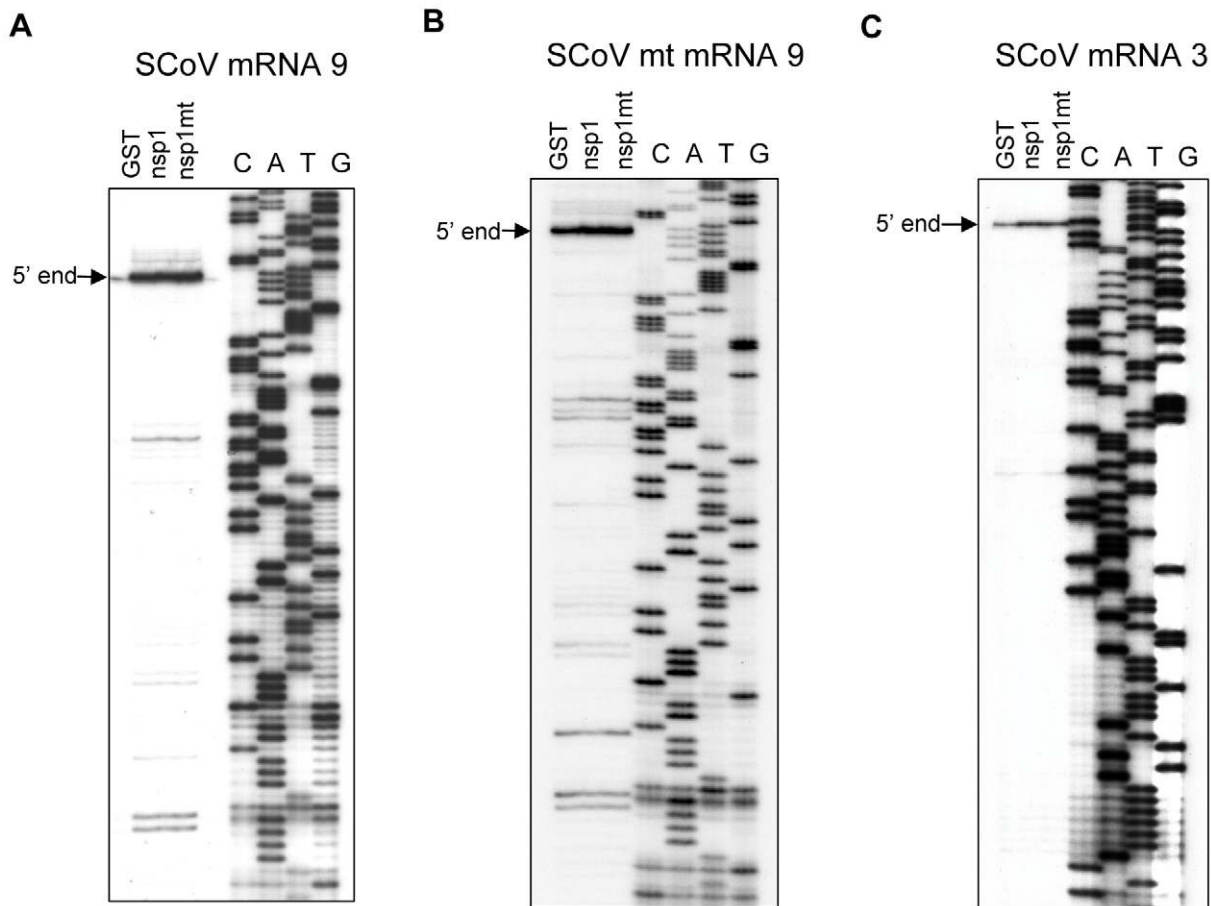 A
SCoV mRNA 9
GST
nsp1
nsp1mt
C A T G
5' end
B
SCoV mt mRNA 9
GST
nsp1
nsp1mt
C A T G
5' end
C
SCoV mRNA 3
GST
nsp1
nsp1mt
C A T G
5' end